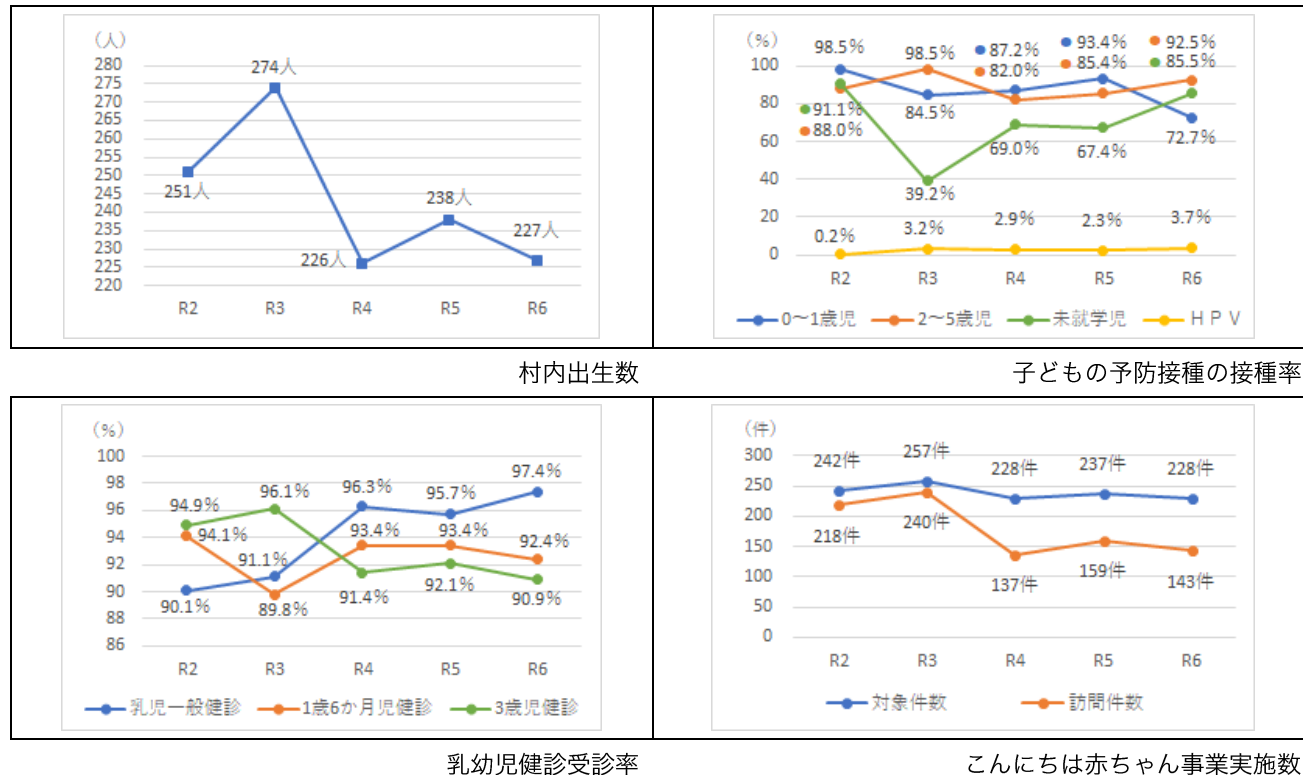 (人)
280
275
270
265
260
255
250
245
240
235
230
225
220
251人
274人
226人
238人
227人
R2 R3 R4 R5 R6
村内出生数
(%)
100
80
60
40
20
0
98.5%
91.1%
88.0%
98.5%
84.5%
39.2%
87.2%
82.0%
69.0%
93.4%
85.4%
67.4%
92.5%
85.5%
72.7%
0.2%
3.2%
2.9%
2.3%
3.7%
R2 R3 R4 R5 R6
0～1歳児 2～5歳児 未就学児 ＨＰＶ
子どもの予防接種の接種率
(%)
100
98
96
94
92
90
88
86
94.9%
94.1%
90.1%
96.1%
91.1%
89.8%
96.3%
93.4%
91.4%
95.7%
93.4%
92.1%
97.4%
92.4%
90.9%
R2 R3 R4 R5 R6
乳児一般健診 1歳6か月児健診 3歳児健診
乳幼児健診受診率
(件)
300
250
200
150
100
50
0
242件
257件
228件
237件
228件
218件
240件
137件
159件
143件
R2 R3 R4 R5 R6
対象件数 訪問件数
こんにちは赤ちゃん事業実施数